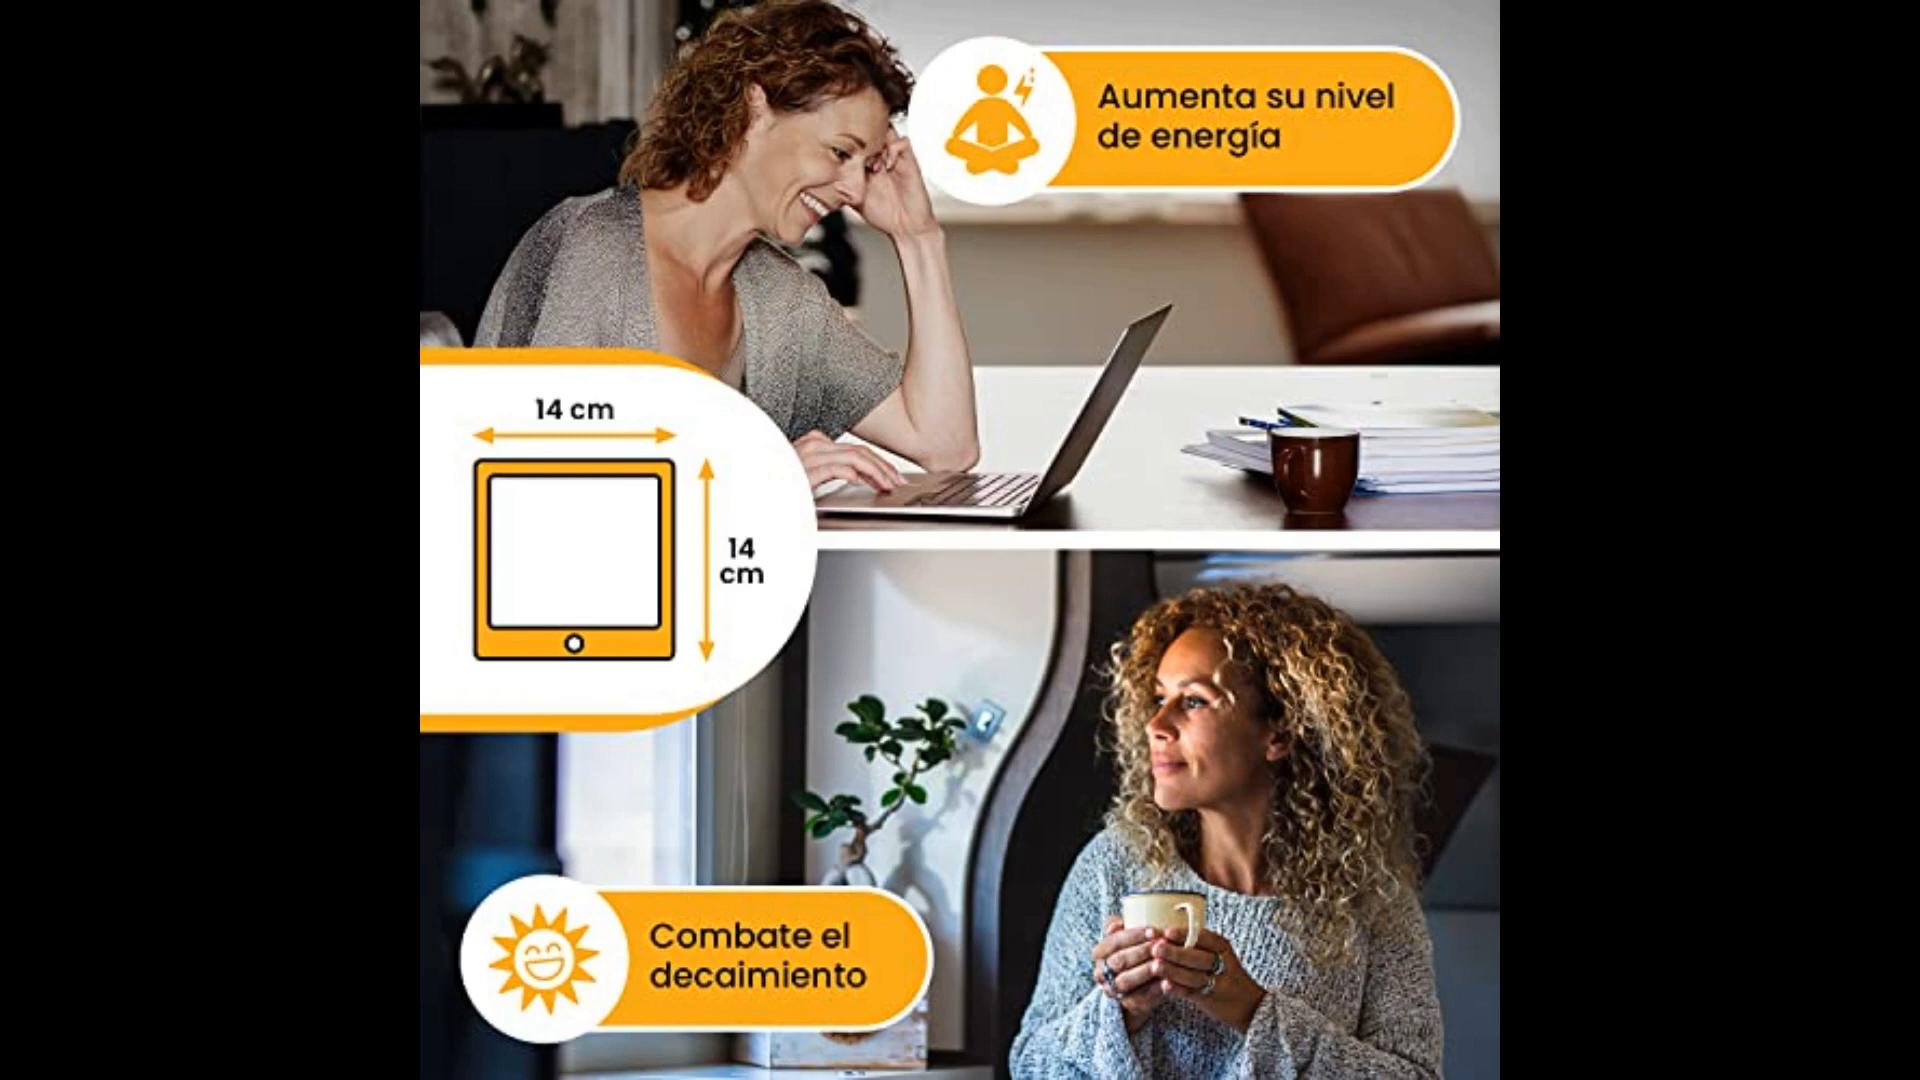 Aumenta su nivel
de energía
14 cm
14
cm
Combate el
decaimiento